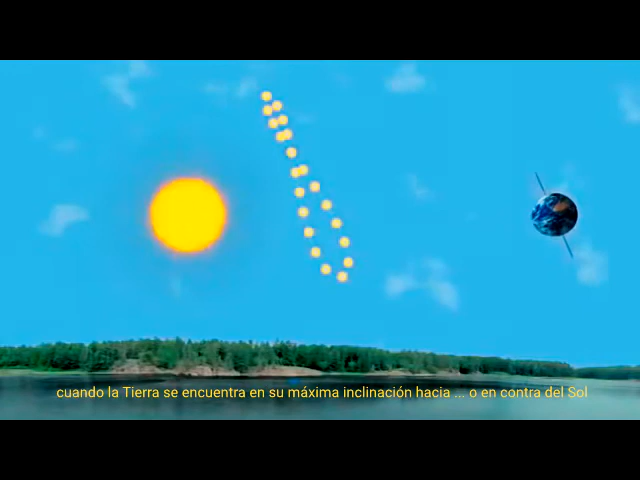 cuando la Tierra se encuentra en su máxima inclinación hacia ... o en contra del Sol